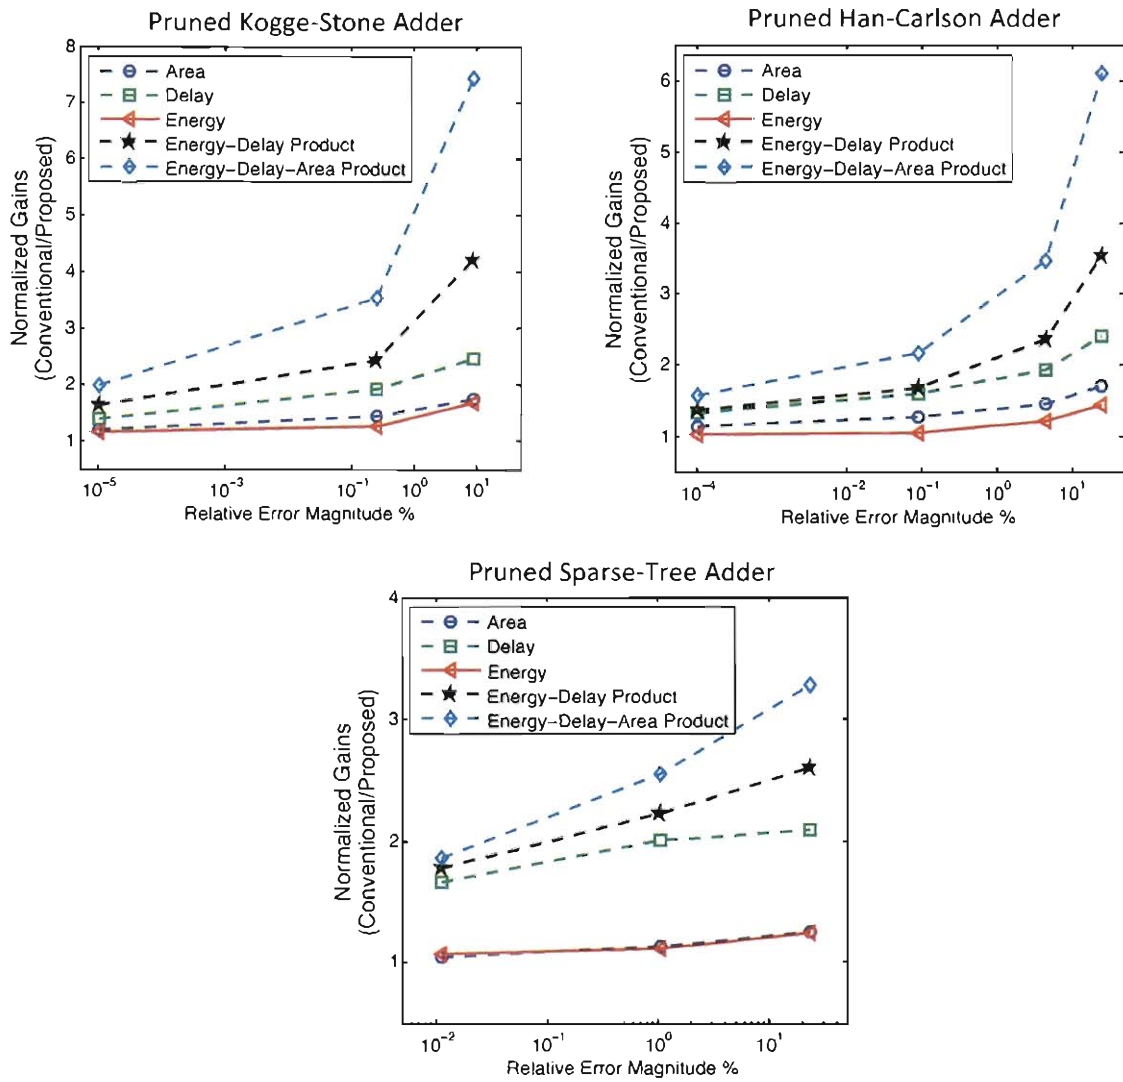 Pruned Kogge-Stone Adder
8
7
6
5
4
3
2
1
Area
Delay
Energy
Energy-Delay Product
Energy-Delay-Area Product
Normalized Gains
(Conventional/Proposed)
10^-5
10^-3
10^-1
10^0
10^1
Relative Error Magnitude %
Pruned Han-Carlson Adder
6
5
4
3
2
1
Area
Delay
Energy
Energy-Delay Product
Energy-Delay-Area Product
Normalized Gains
(Conventional/Proposed)
10^-4
10^-2
10^-1
10^0
10^1
Relative Error Magnitude %
Pruned Sparse-Tree Adder
4
3
2
1
Area
Delay
Energy
Energy-Delay Product
Energy-Delay-Area Product
Normalized Gains
(Conventional/Proposed)
10^-2
10^-1
10^0
10^1
Relative Error Magnitude %